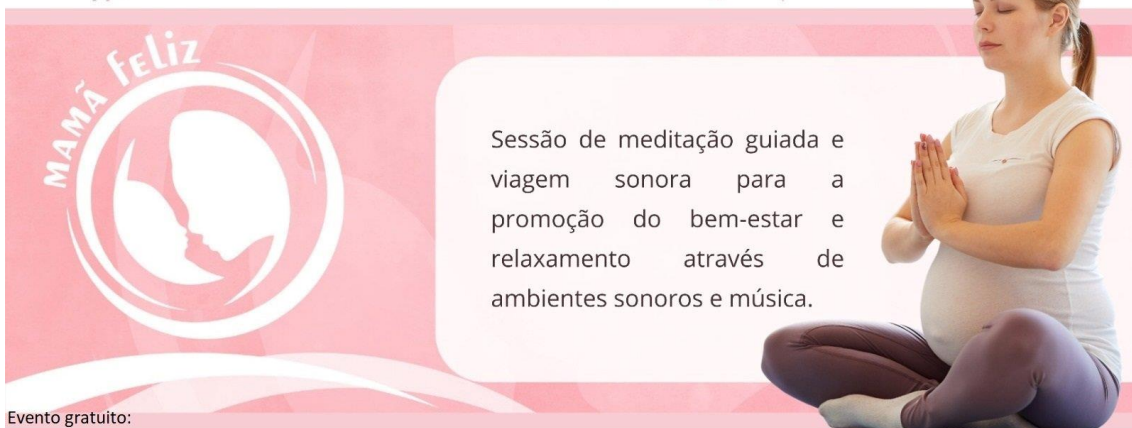 MAMÃ FELIZ
Sessão de meditação guiada e
viagem sonora para a
promoção do bem-estar e
relaxamento através de
ambientes sonoros e música.
Evento gratuito: